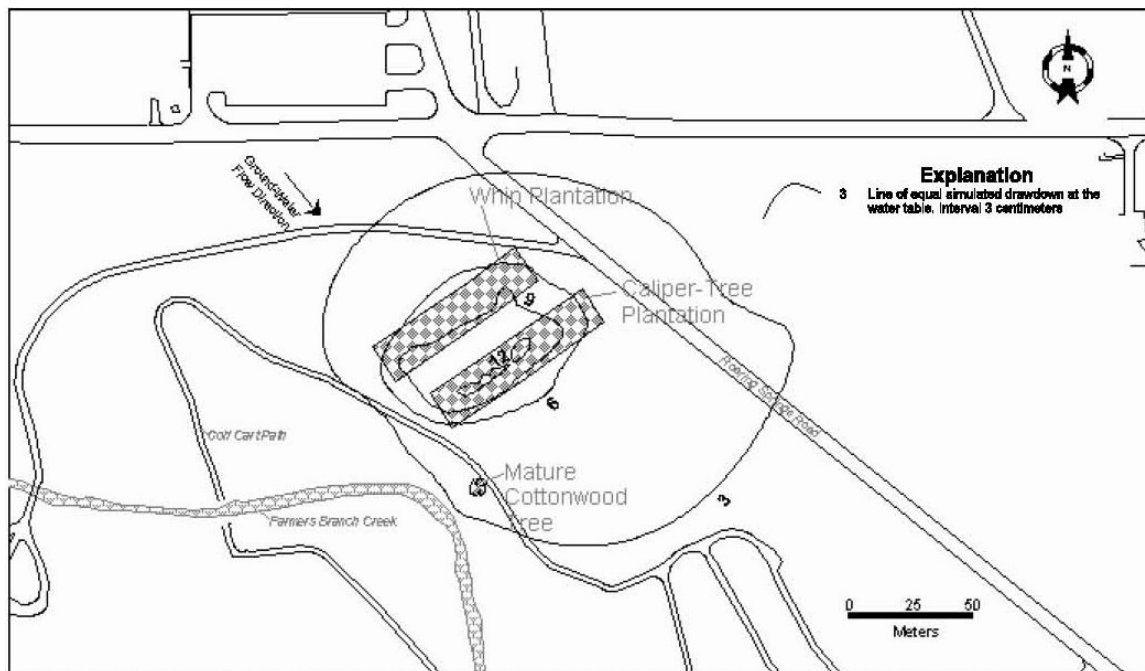 N
Ground-Water
Flow Direction
Whip Plantation
Explanation
3 Line of equal simulated drawdown at the
water table. Interval 3 centimeters
Caliper-Tree
Plantation
9
12
6
3
Roaring Springs Road
Golf Cart Path
Mature
Cottonwood
Tree
Farmers Branch Creek
0 25 50
Meters